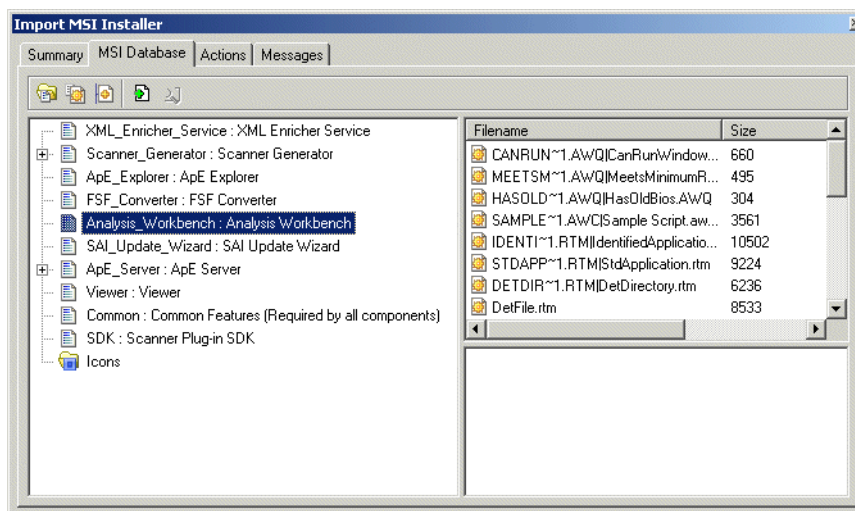 Import MSI Installer
Summary MSI Database Actions Messages
XML_Enricher_Service : XML Enricher Service
Scanner_Generator : Scanner Generator
ApE_Explorer : ApE Explorer
FSF_Converter : FSF Converter
Analysis_Workbench : Analysis Workbench
SAI_Update_Wizard : SAI Update Wizard
ApE_Server : ApE Server
Viewer : Viewer
Common : Common Features (Required by all components)
SDK : Scanner Plug-in SDK
Icons
Filename Size
CANRUN~1.AWQ|CanRunWindow... 660
MEETSM~1.AWQ|MeetsMinimumR... 495
HASOLD~1.AWQ|HasOldBios.AWQ 304
SAMPLE~1.AWC|Sample Script.aw... 3561
IDENTI~1.RTM|IdentifiedApplicatio... 10502
STDAPP~1.RTM|StdApplication.rtm 9224
DETDIR~1.RTM|DetDirectory.rtm 6236
DetFile.rtm 8533